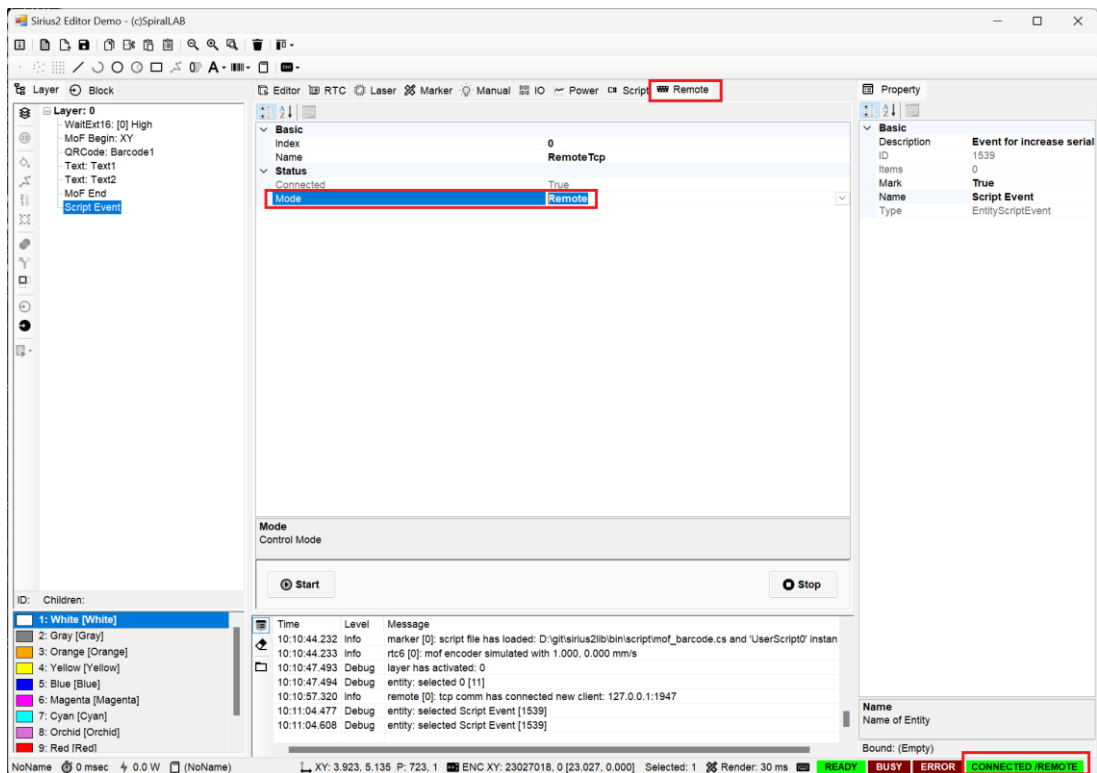 Sirius2 Editor Demo - (c)SpiralLAB
Layer Block
Editor RTC Laser Marker Manual IO Power Script Remote
Property
Layer: 0
WaitExt16: [0] High
MoF Begin: XY
QRCode: Barcode1
Text: Text1
Text: Text2
MoF End
Script Event
Basic
Index 0
Name RemoteTcp
Status
Connected True
Mode Remote
Basic
Description Event for increase serial
ID 1539
Items 0
Mark True
Name Script Event
Type EntityScriptEvent
Mode
Control Mode
Start Stop
ID: Children:
1: White [White]
2: Gray [Gray]
3: Orange [Orange]
4: Yellow [Yellow]
5: Blue [Blue]
6: Magenta [Magenta]
7: Cyan [Cyan]
8: Orchid [Orchid]
9: Red [Red]
Time Level Message
10:10:44.232 Info marker [0]: script file has loaded: D:\git\sirius2lib\bin\script\mof_barcode.cs and 'UserScript0' instan
10:10:44.233 Info rtc6 [0]: mof encoder simulated with 1.000, 0.000 mm/s
10:10:47.493 Debug layer has activated: 0
10:10:47.494 Debug entity: selected 0 [11]
10:10:57.320 Info remote [0]: tcp comm has connected new client: 127.0.0.1:1947
10:11:04.477 Debug entity: selected Script Event [1539]
10:11:04.608 Debug entity: selected Script Event [1539]
Name
Name of Entity
Bound: (Empty)
NoName 0 msec 0.0 W (NoName) XY: 3.923, 5.135 P: 723, 1 ENC XY: 23027018, 0 [23.027, 0.000] Selected: 1 Render: 30 ms READY BUSY ERROR CONNECTED /REMOTE